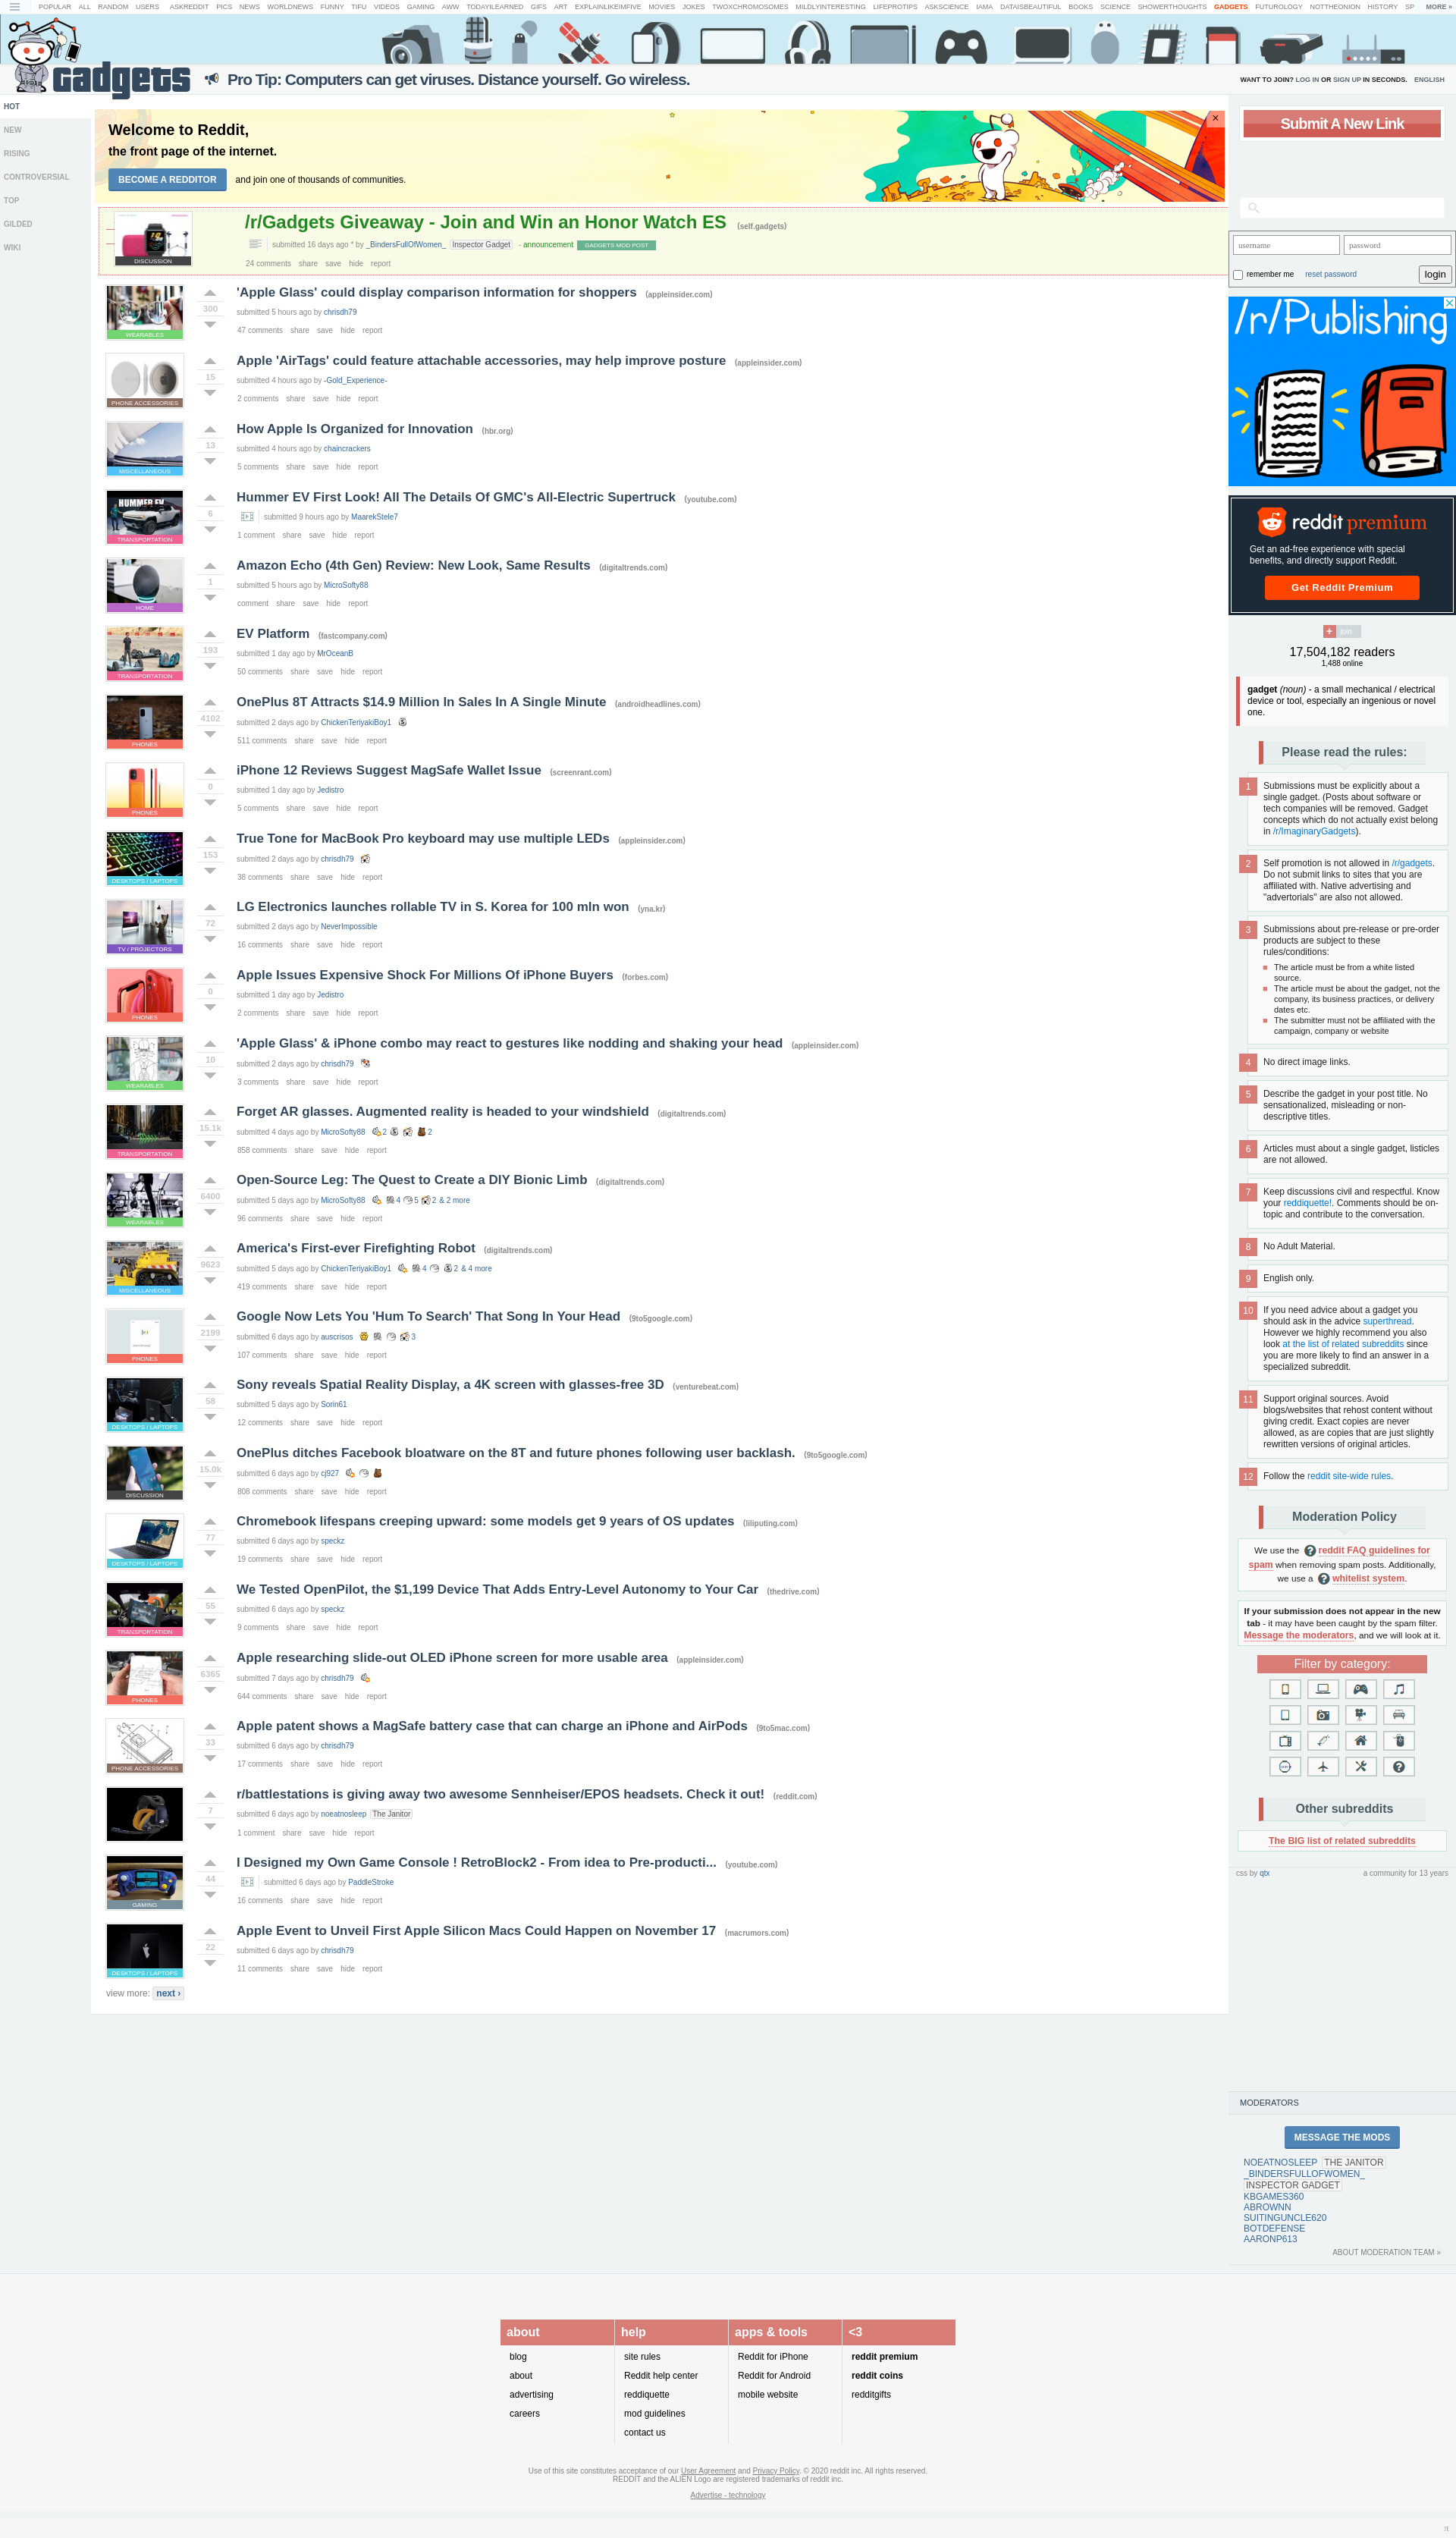 POPULAR ALL RANDOM USERS ASKREDDIT PICS NEWS WORLDNEWS FUNNY TIFU VIDEOS GAMING AWW TODAYILEARNED GIFS ART EXPLAINLIKEIMFIVE MOVIES JOKES TWOXCHROMOSOMES MILDLYINTERESTING LIFEPROTIPS ASKSCIENCE IAMA DATAISBEAUTIFUL BOOKS SCIENCE SHOWERTHOUGHTS GADGETS FUTUROLOGY NOTTHEONION HISTORY SP MORE »
gadgets
Pro Tip: Computers can get viruses. Distance yourself. Go wireless.
WANT TO JOIN? LOG IN OR SIGN UP IN SECONDS. ENGLISH
HOT
NEW
RISING
CONTROVERSIAL
TOP
GILDED
WIKI
Welcome to Reddit,
the front page of the internet.
BECOME A REDDITOR and join one of thousands of communities.
×
/r/Gadgets Giveaway - Join and Win an Honor Watch ES (self.gadgets)
submitted 16 days ago * by _BindersFullOfWomen_ Inspector Gadget - announcement GADGETS MOD POST
DISCUSSION
24 comments share save hide report
'Apple Glass' could display comparison information for shoppers (appleinsider.com)
300
submitted 5 hours ago by chrisdh79
WEARABLES
47 comments share save hide report
Apple 'AirTags' could feature attachable accessories, may help improve posture (appleinsider.com)
15
submitted 4 hours ago by -Gold_Experience-
PHONE ACCESSORIES
2 comments share save hide report
How Apple Is Organized for Innovation (hbr.org)
13
submitted 4 hours ago by chaincrackers
MISCELLANEOUS
5 comments share save hide report
Hummer EV First Look! All The Details Of GMC's All-Electric Supertruck (youtube.com)
HUMMER EV
6
submitted 9 hours ago by MaarekStele7
TRANSPORTATION
1 comment share save hide report
Amazon Echo (4th Gen) Review: New Look, Same Results (digitaltrends.com)
1
submitted 5 hours ago by MicroSofty88
HOME
comment share save hide report
EV Platform (fastcompany.com)
193
submitted 1 day ago by MrOceanB
TRANSPORTATION
50 comments share save hide report
OnePlus 8T Attracts $14.9 Million In Sales In A Single Minute (androidheadlines.com)
4102
submitted 2 days ago by ChickenTeriyakiBoy1
PHONES
511 comments share save hide report
iPhone 12 Reviews Suggest MagSafe Wallet Issue (screenrant.com)
0
submitted 1 day ago by Jedistro
PHONES
5 comments share save hide report
True Tone for MacBook Pro keyboard may use multiple LEDs (appleinsider.com)
153
submitted 2 days ago by chrisdh79
DESKTOPS / LAPTOPS
38 comments share save hide report
LG Electronics launches rollable TV in S. Korea for 100 mln won (yna.kr)
72
submitted 2 days ago by NeverImpossible
TV / PROJECTORS
16 comments share save hide report
Apple Issues Expensive Shock For Millions Of iPhone Buyers (forbes.com)
0
submitted 1 day ago by Jedistro
PHONES
2 comments share save hide report
'Apple Glass' & iPhone combo may react to gestures like nodding and shaking your head (appleinsider.com)
10
submitted 2 days ago by chrisdh79
WEARABLES
3 comments share save hide report
Forget AR glasses. Augmented reality is headed to your windshield (digitaltrends.com)
15.1k
submitted 4 days ago by MicroSofty88 2 2
TRANSPORTATION
858 comments share save hide report
Open-Source Leg: The Quest to Create a DIY Bionic Limb (digitaltrends.com)
6400
submitted 5 days ago by MicroSofty88 4 5 2 & 2 more
WEARABLES
96 comments share save hide report
America's First-ever Firefighting Robot (digitaltrends.com)
9623
submitted 5 days ago by ChickenTeriyakiBoy1 4 2 & 4 more
MISCELLANEOUS
419 comments share save hide report
Google Now Lets You 'Hum To Search' That Song In Your Head (9to5google.com)
2199
submitted 6 days ago by auscrisos 3
PHONES
107 comments share save hide report
Sony reveals Spatial Reality Display, a 4K screen with glasses-free 3D (venturebeat.com)
58
submitted 5 days ago by Sorin61
DESKTOPS / LAPTOPS
12 comments share save hide report
OnePlus ditches Facebook bloatware on the 8T and future phones following user backlash. (9to5google.com)
15.0k
submitted 6 days ago by cj927
DISCUSSION
808 comments share save hide report
Chromebook lifespans creeping upward: some models get 9 years of OS updates (liliputing.com)
77
submitted 6 days ago by speckz
DESKTOPS / LAPTOPS
19 comments share save hide report
We Tested OpenPilot, the $1,199 Device That Adds Entry-Level Autonomy to Your Car (thedrive.com)
55
submitted 6 days ago by speckz
TRANSPORTATION
9 comments share save hide report
Apple researching slide-out OLED iPhone screen for more usable area (appleinsider.com)
6365
submitted 7 days ago by chrisdh79
PHONES
644 comments share save hide report
Apple patent shows a MagSafe battery case that can charge an iPhone and AirPods (9to5mac.com)
33
submitted 6 days ago by chrisdh79
PHONE ACCESSORIES
17 comments share save hide report
r/battlestations is giving away two awesome Sennheiser/EPOS headsets. Check it out! (reddit.com)
7
submitted 6 days ago by noeatnosleep The Janitor
1 comment share save hide report
I Designed my Own Game Console ! RetroBlock2 - From idea to Pre-producti... (youtube.com)
44
submitted 6 days ago by PaddleStroke
GAMING
16 comments share save hide report
Apple Event to Unveil First Apple Silicon Macs Could Happen on November 17 (macrumors.com)
22
submitted 6 days ago by chrisdh79
DESKTOPS / LAPTOPS
11 comments share save hide report
view more: next ›
Submit A New Link
username password
remember me reset password login
/r/Publishing
reddit premium
Get an ad-free experience with special
benefits, and directly support Reddit.
Get Reddit Premium
+ join
17,504,182 readers
1,488 online
gadget (noun) - a small mechanical / electrical
device or tool, especially an ingenious or novel
one.
Please read the rules:
1 Submissions must be explicitly about a
single gadget. (Posts about software or
tech companies will be removed. Gadget
concepts which do not actually exist belong
in /r/ImaginaryGadgets).
2 Self promotion is not allowed in /r/gadgets.
Do not submit links to sites that you are
affiliated with. Native advertising and
"advertorials" are also not allowed.
3 Submissions about pre-release or pre-order
products are subject to these
rules/conditions:
The article must be from a white listed
source.
The article must be about the gadget, not the
company, its business practices, or delivery
dates etc.
The submitter must not be affiliated with the
campaign, company or website
4 No direct image links.
5 Describe the gadget in your post title. No
sensationalized, misleading or non-
descriptive titles.
6 Articles must about a single gadget, listicles
are not allowed.
7 Keep discussions civil and respectful. Know
your reddiquette!. Comments should be on-
topic and contribute to the conversation.
8 No Adult Material.
9 English only.
10 If you need advice about a gadget you
should ask in the advice superthread.
However we highly recommend you also
look at the list of related subreddits since
you are more likely to find an answer in a
specialized subreddit.
11 Support original sources. Avoid
blogs/websites that rehost content without
giving credit. Exact copies are never
allowed, as are copies that are just slightly
rewritten versions of original articles.
12 Follow the reddit site-wide rules.
Moderation Policy
We use the reddit FAQ guidelines for
spam when removing spam posts. Additionally,
we use a whitelist system.
If your submission does not appear in the new
tab - it may have been caught by the spam filter.
Message the moderators, and we will look at it.
Filter by category:
Other subreddits
The BIG list of related subreddits
css by qtx a community for 13 years
MODERATORS
MESSAGE THE MODS
NOEATNOSLEEP THE JANITOR
_BINDERSFULLOFWOMEN_
INSPECTOR GADGET
KBGAMES360
ABROWNN
SUITINGUNCLE620
BOTDEFENSE
AARONP613
ABOUT MODERATION TEAM »
about
blog
about
advertising
careers
help
site rules
Reddit help center
reddiquette
mod guidelines
contact us
apps & tools
Reddit for iPhone
Reddit for Android
mobile website
<3
reddit premium
reddit coins
redditgifts
Use of this site constitutes acceptance of our User Agreement and Privacy Policy. © 2020 reddit inc. All rights reserved.
REDDIT and the ALIEN Logo are registered trademarks of reddit inc.
Advertise - technology
π